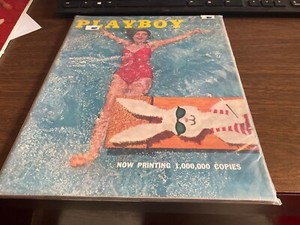 PLAYBOY
NOW PRINTING 1,000,000 COPIES